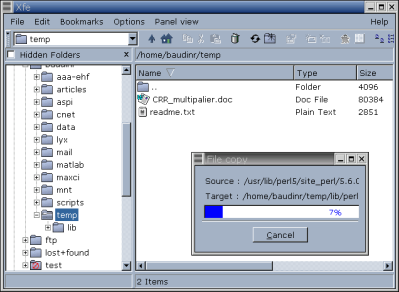 Xfe
File Edit Bookmarks Options Panel view Help
temp
Hidden Folders
/home/baudinr/temp
baudinr
aaa-ehf
articles
aspi
cnet
data
lyx
mail
matlab
maxci
mnt
scripts
temp
lib
ftp
lost+found
test
Name Type Size
.. Folder 4096
CRR_multipalier.doc Doc File 80384
readme.txt Plain Text 2851
File copy
Source : /usr/lib/perl5/site_perl/5.6.0
Target : /home/baudinr/temp/lib/perl
7%
Cancel
2 Items